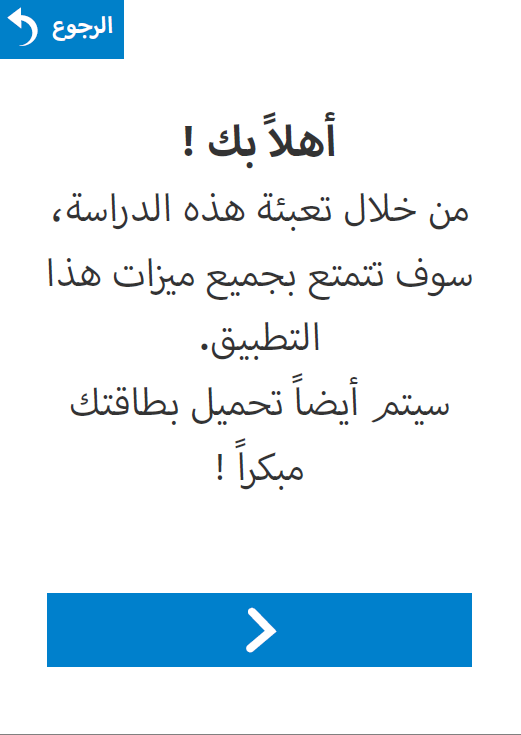 الرجوع
أهلاً بك !
من خلال تعبئة هذه الدراسة،
سوف تتمتع بجميع ميزات هذا
التطبيق.
سيتم أيضاً تحميل بطاقتك
مبكراً !